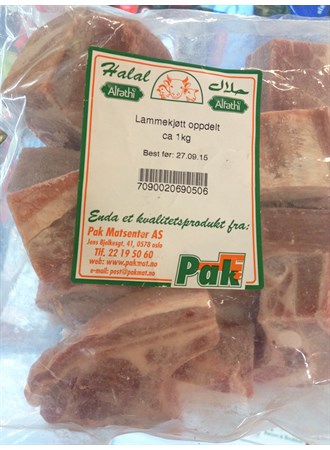 Halal
حلال
Alfathi
Alfathi
Lammekjøtt oppdelt
ca 1kg
Best før: 27.09.15
7090020690506
Enda et kvalitetsprodukt fra:
Pak Matsenter AS
Jens Bjelkesgt, 41, 0578 oslo
Tlf. 22 19 50 60
web: www.pakmat.no
e-mail: post@pakmat.no
Pak